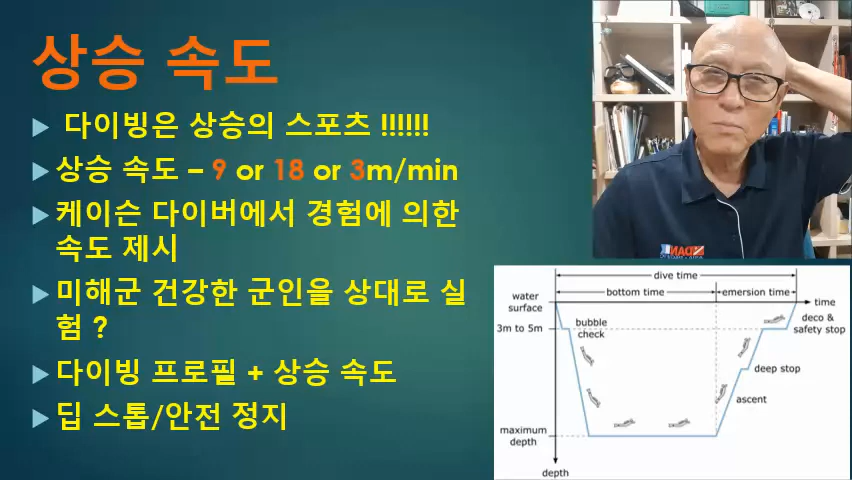 상승 속도
다이빙은 상승의 스포츠 !!!!!!
상승 속도 – 9 or 18 or 3m/min
케이슨 다이버에서 경험에 의한
속도 제시
미해군 건강한 군인을 상대로 실
험 ?
다이빙 프로필 + 상승 속도
딥 스톱/안전 정지
dive time
bottom time
emersion time
water
surface
time
3m to 5m
bubble
check
deco &
safety stop
deep stop
ascent
maximum
depth
depth